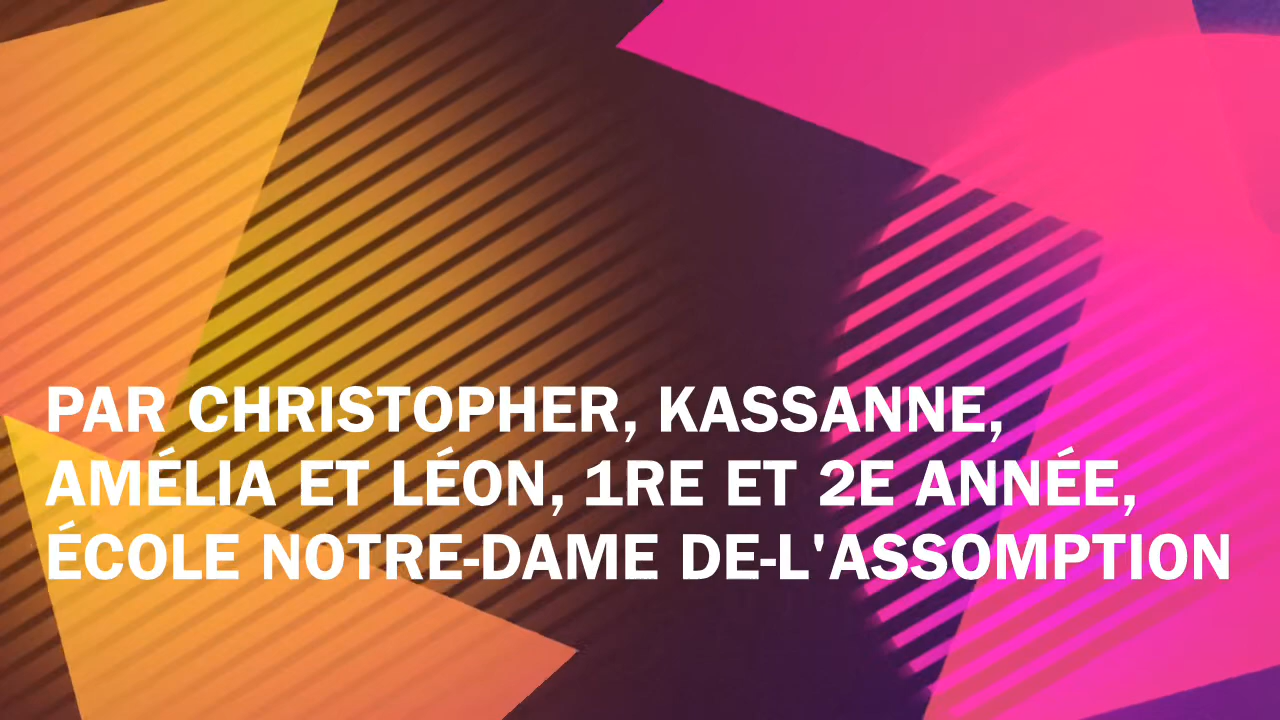 PAR CHRISTOPHER, KASSANNE,
AMÉLIA ET LÉON, 1RE ET 2E ANNÉE,
ÉCOLE NOTRE-DAME DE-L'ASSOMPTION